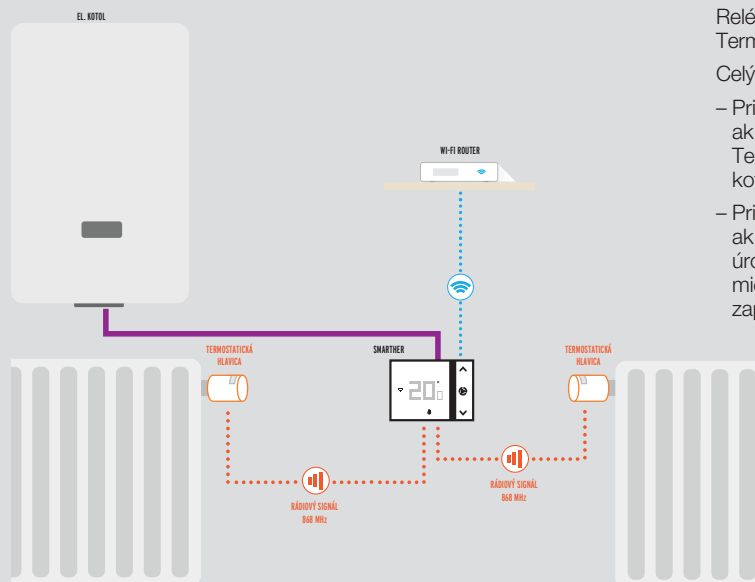 EL. KOTOL
WI-FI ROUTER
TERMOSTATICKÁ
HLAVICA
SMARTHER
20°
TERMOSTATICKÁ
HLAVICA
RÁDIOVÝ SIGNÁL
868 MHz
RÁDIOVÝ SIGNÁL
868 MHz
Relé
Term
Celý
– Pri
ak
Te
kot
– Pri
ak
úro
mie
zap